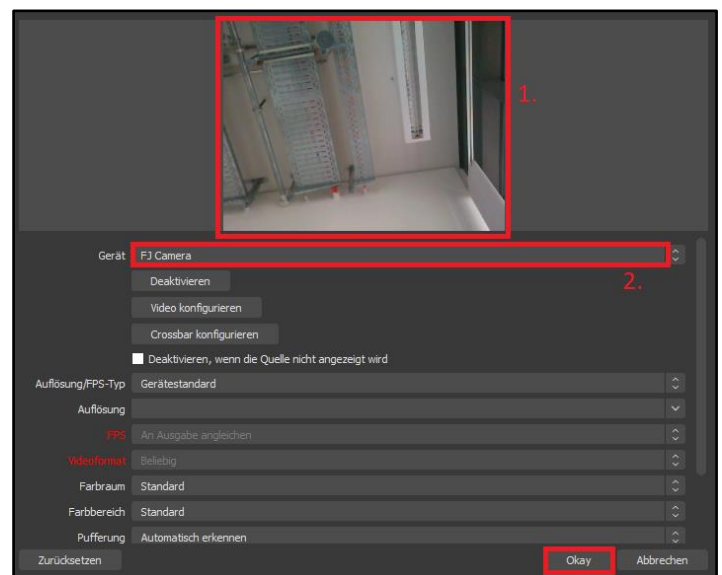 1.
Gerät FJ Camera
2.
Deaktivieren
Video konfigurieren
Crossbar konfigurieren
Deaktivieren, wenn die Quelle nicht angezeigt wird
Auflösung/FPS-Typ Gerätestandard
Auflösung
FPS An Ausgabe angleichen
Videoformat Beliebig
Farbraum Standard
Farbbereich Standard
Pufferung Automatisch erkennen
Zurücksetzen Okay Abbrechen